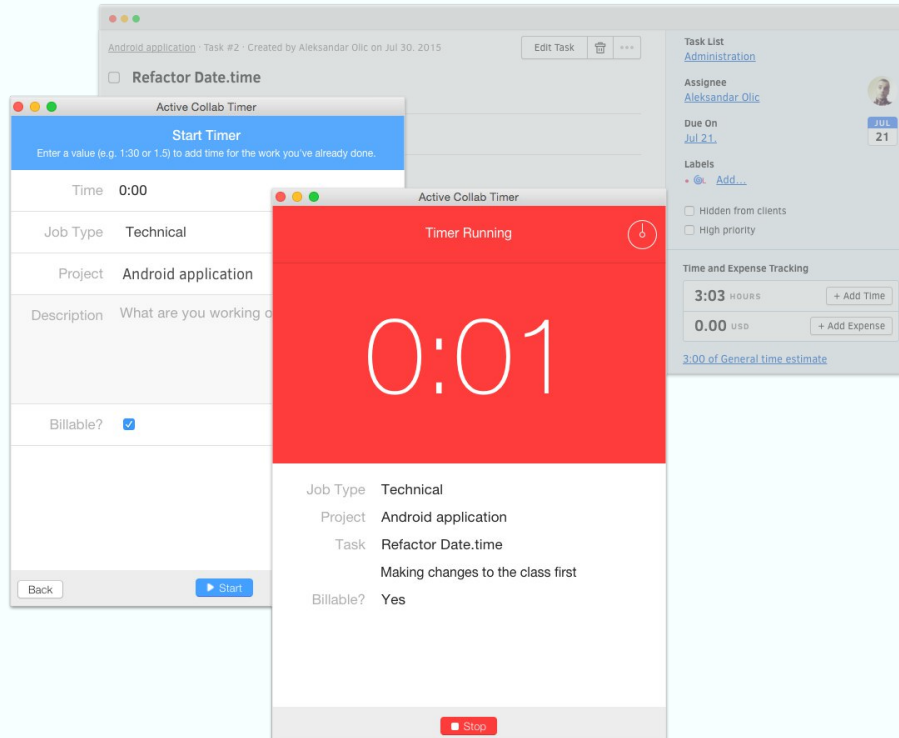 Android application · Task #2 · Created by Aleksandar Olic on Jul 30. 2015
Edit Task
Refactor Date.time
Task List
Administration
Assignee
Aleksandar Olic
Due On
Jul 21.
JUL
21
Labels
Add...
Hidden from clients
High priority
Time and Expense Tracking
3:03 HOURS
+ Add Time
0.00 USD
+ Add Expense
3:00 of General time estimate
Active Collab Timer
Start Timer
Enter a value (e.g. 1:30 or 1.5) to add time for the work you've already done.
Time 0:00
Job Type Technical
Project Android application
Description What are you working o
Billable?
Back
Start
Active Collab Timer
Timer Running
0:01
Job Type Technical
Project Android application
Task Refactor Date.time
Making changes to the class first
Billable? Yes
Stop